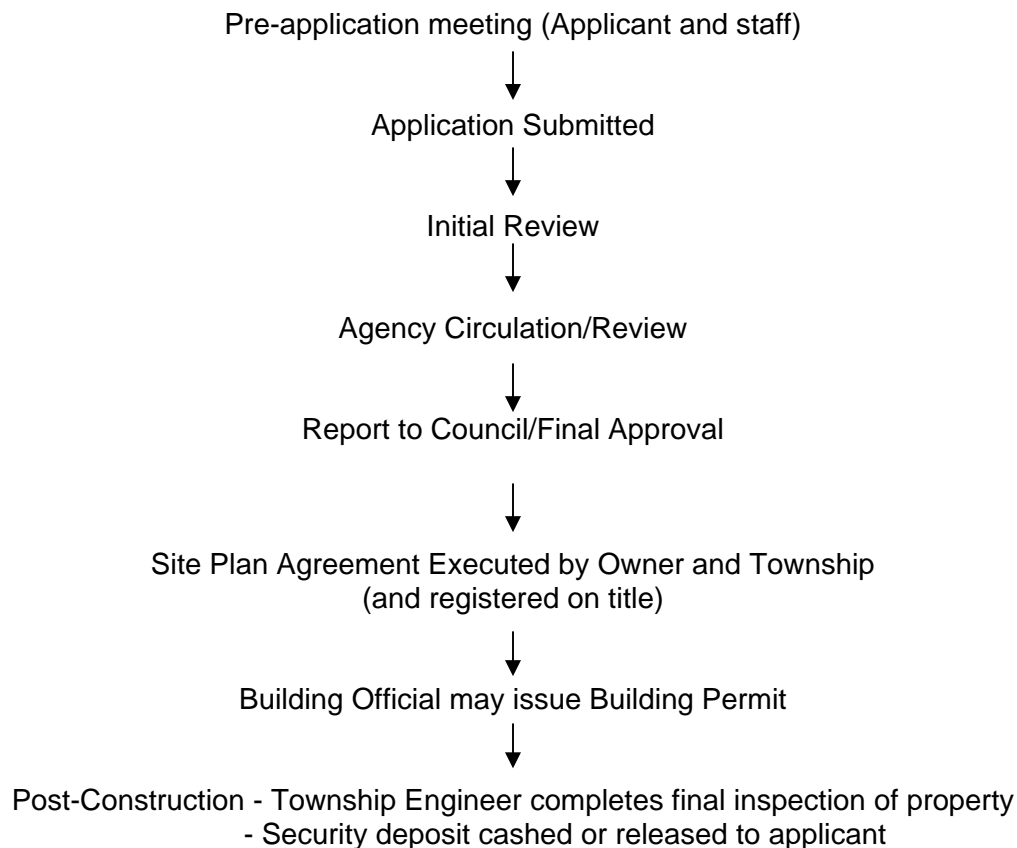 Pre-application meeting (Applicant and staff)
Application Submitted
Initial Review
Agency Circulation/Review
Report to Council/Final Approval
Site Plan Agreement Executed by Owner and Township
(and registered on title)
Building Official may issue Building Permit
Post-Construction - Township Engineer completes final inspection of property
- Security deposit cashed or released to applicant